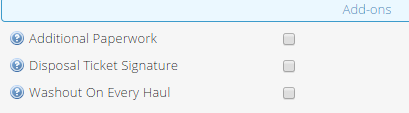 Add-ons
Additional Paperwork
Disposal Ticket Signature
Washout On Every Haul